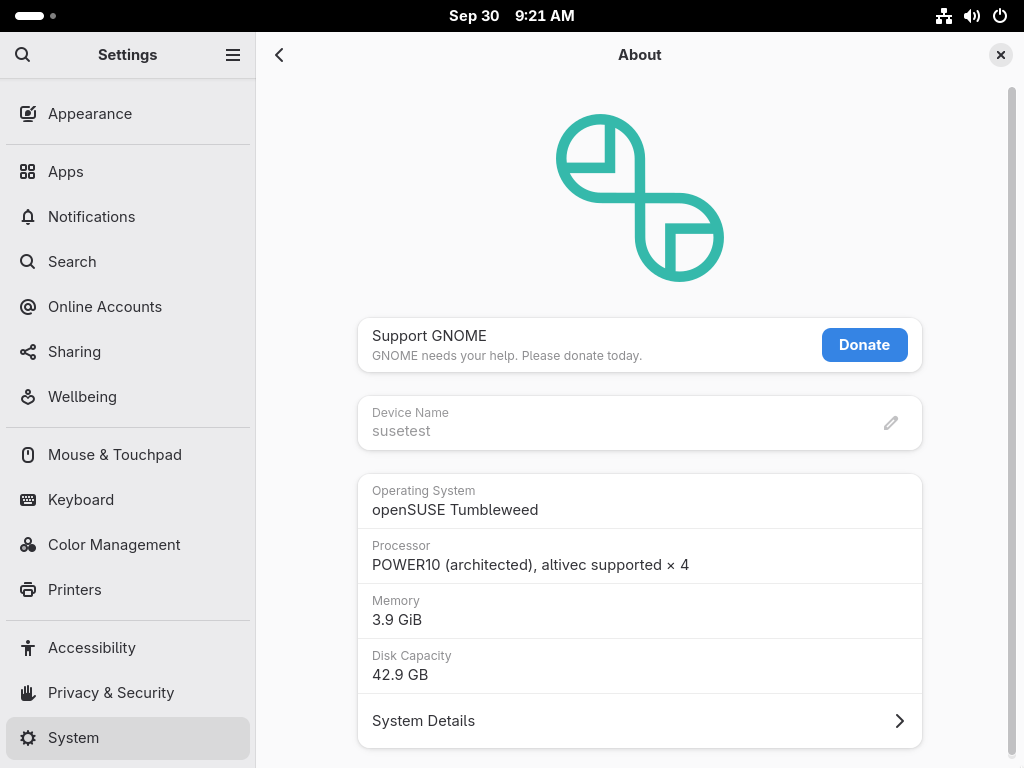 Sep 30 9:21 AM
Settings
About
Appearance
Apps
Notifications
Search
Online Accounts
Sharing
Wellbeing
Mouse & Touchpad
Keyboard
Color Management
Printers
Accessibility
Privacy & Security
System
Support GNOME
GNOME needs your help. Please donate today.
Donate
Device Name
susetest
Operating System
openSUSE Tumbleweed
Processor
POWER10 (architected), altivec supported × 4
Memory
3.9 GiB
Disk Capacity
42.9 GB
System Details